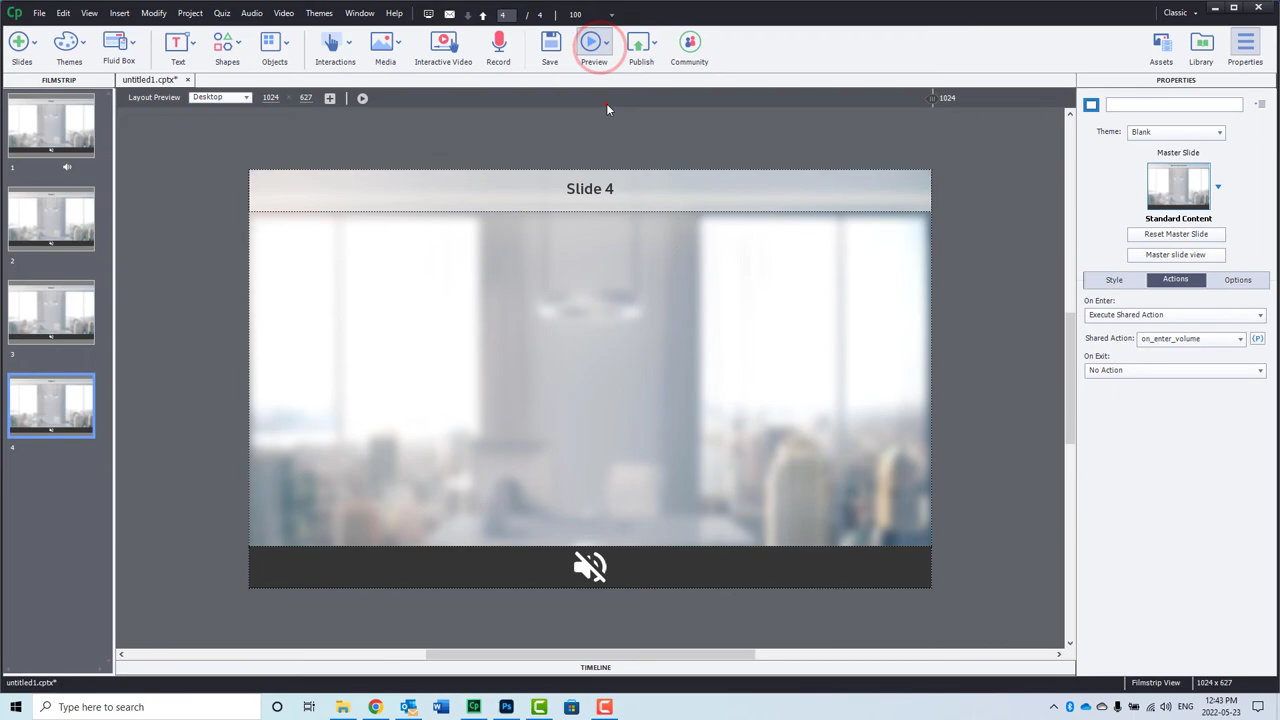 Cp File Edit View Insert Modify Project Quiz Audio Video Themes Window Help 4 / 4 100 Classic
Slides Themes Fluid Box Text Shapes Objects Interactions Media Interactive Video Record Save Preview Publish Community Assets Library Properties
FILMSTRIP untitled1.cptx* × PROPERTIES
Layout Preview Desktop 1024 × 627 1024
1
2
3
4
Slide 4
Theme: Blank
Master Slide
Standard Content
Reset Master Slide
Master slide view
Style Actions Options
On Enter:
Execute Shared Action
Shared Action: on_enter_volume {P}
On Exit:
No Action
TIMELINE
untitled1.cptx* Filmstrip View 1024 x 627
Type here to search
ENG 12:43 PM
2022-05-23